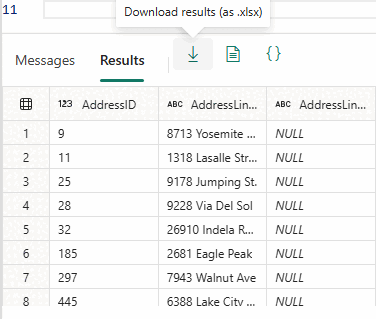 11
Download results (as .xlsx)
Messages Results {}
123 AddressID ABC AddressLin... ABC AddressLin...
1 9 8713 Yosemite ... NULL
2 11 1318 Lasalle Str... NULL
3 25 9178 Jumping St. NULL
4 28 9228 Via Del Sol NULL
5 32 26910 Indela R... NULL
6 185 2681 Eagle Peak NULL
7 297 7943 Walnut Ave NULL
8 445 6388 Lake City ... NULL